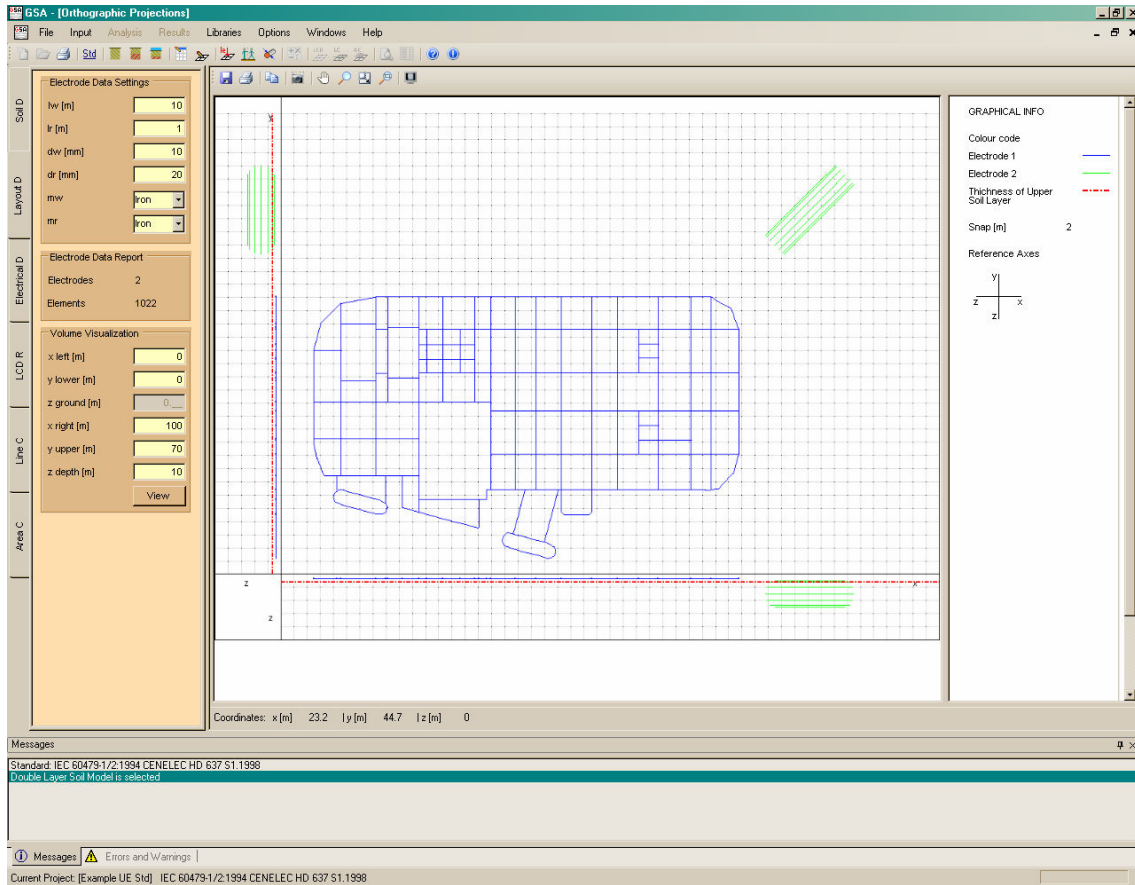 GSA - [Orthographic Projections]
File Input Analysis Results Libraries Options Windows Help
Std
Soil D
Layout D
Electrical D
LCD R
Line C
Area C
Electrode Data Settings
lw [m] 10
lr [m] 1
dw [mm] 10
dr [mm] 20
mw Iron
mr Iron
Electrode Data Report
Electrodes 2
Elements 1022
Volume Visualization
x left [m] 0
y lower [m] 0
z ground [m] 0.__
x right [m] 100
y upper [m] 70
z depth [m] 10
View
y
z
x
z
GRAPHICAL INFO
Colour code
Electrode 1
Electrode 2
Thichness of Upper
Soil Layer
Snap [m] 2
Reference Axes
y
z x
z
Coordinates: x [m] 23.2 | y [m] 44.7 | z [m] 0
Messages
Standard: IEC 60479-1/2:1994 CENELEC HD 637 S1.1998
Double Layer Soil Model is selected
Messages Errors and Warnings
Current Project: [Example UE Std] IEC 60479-1/2:1994 CENELEC HD 637 S1.1998